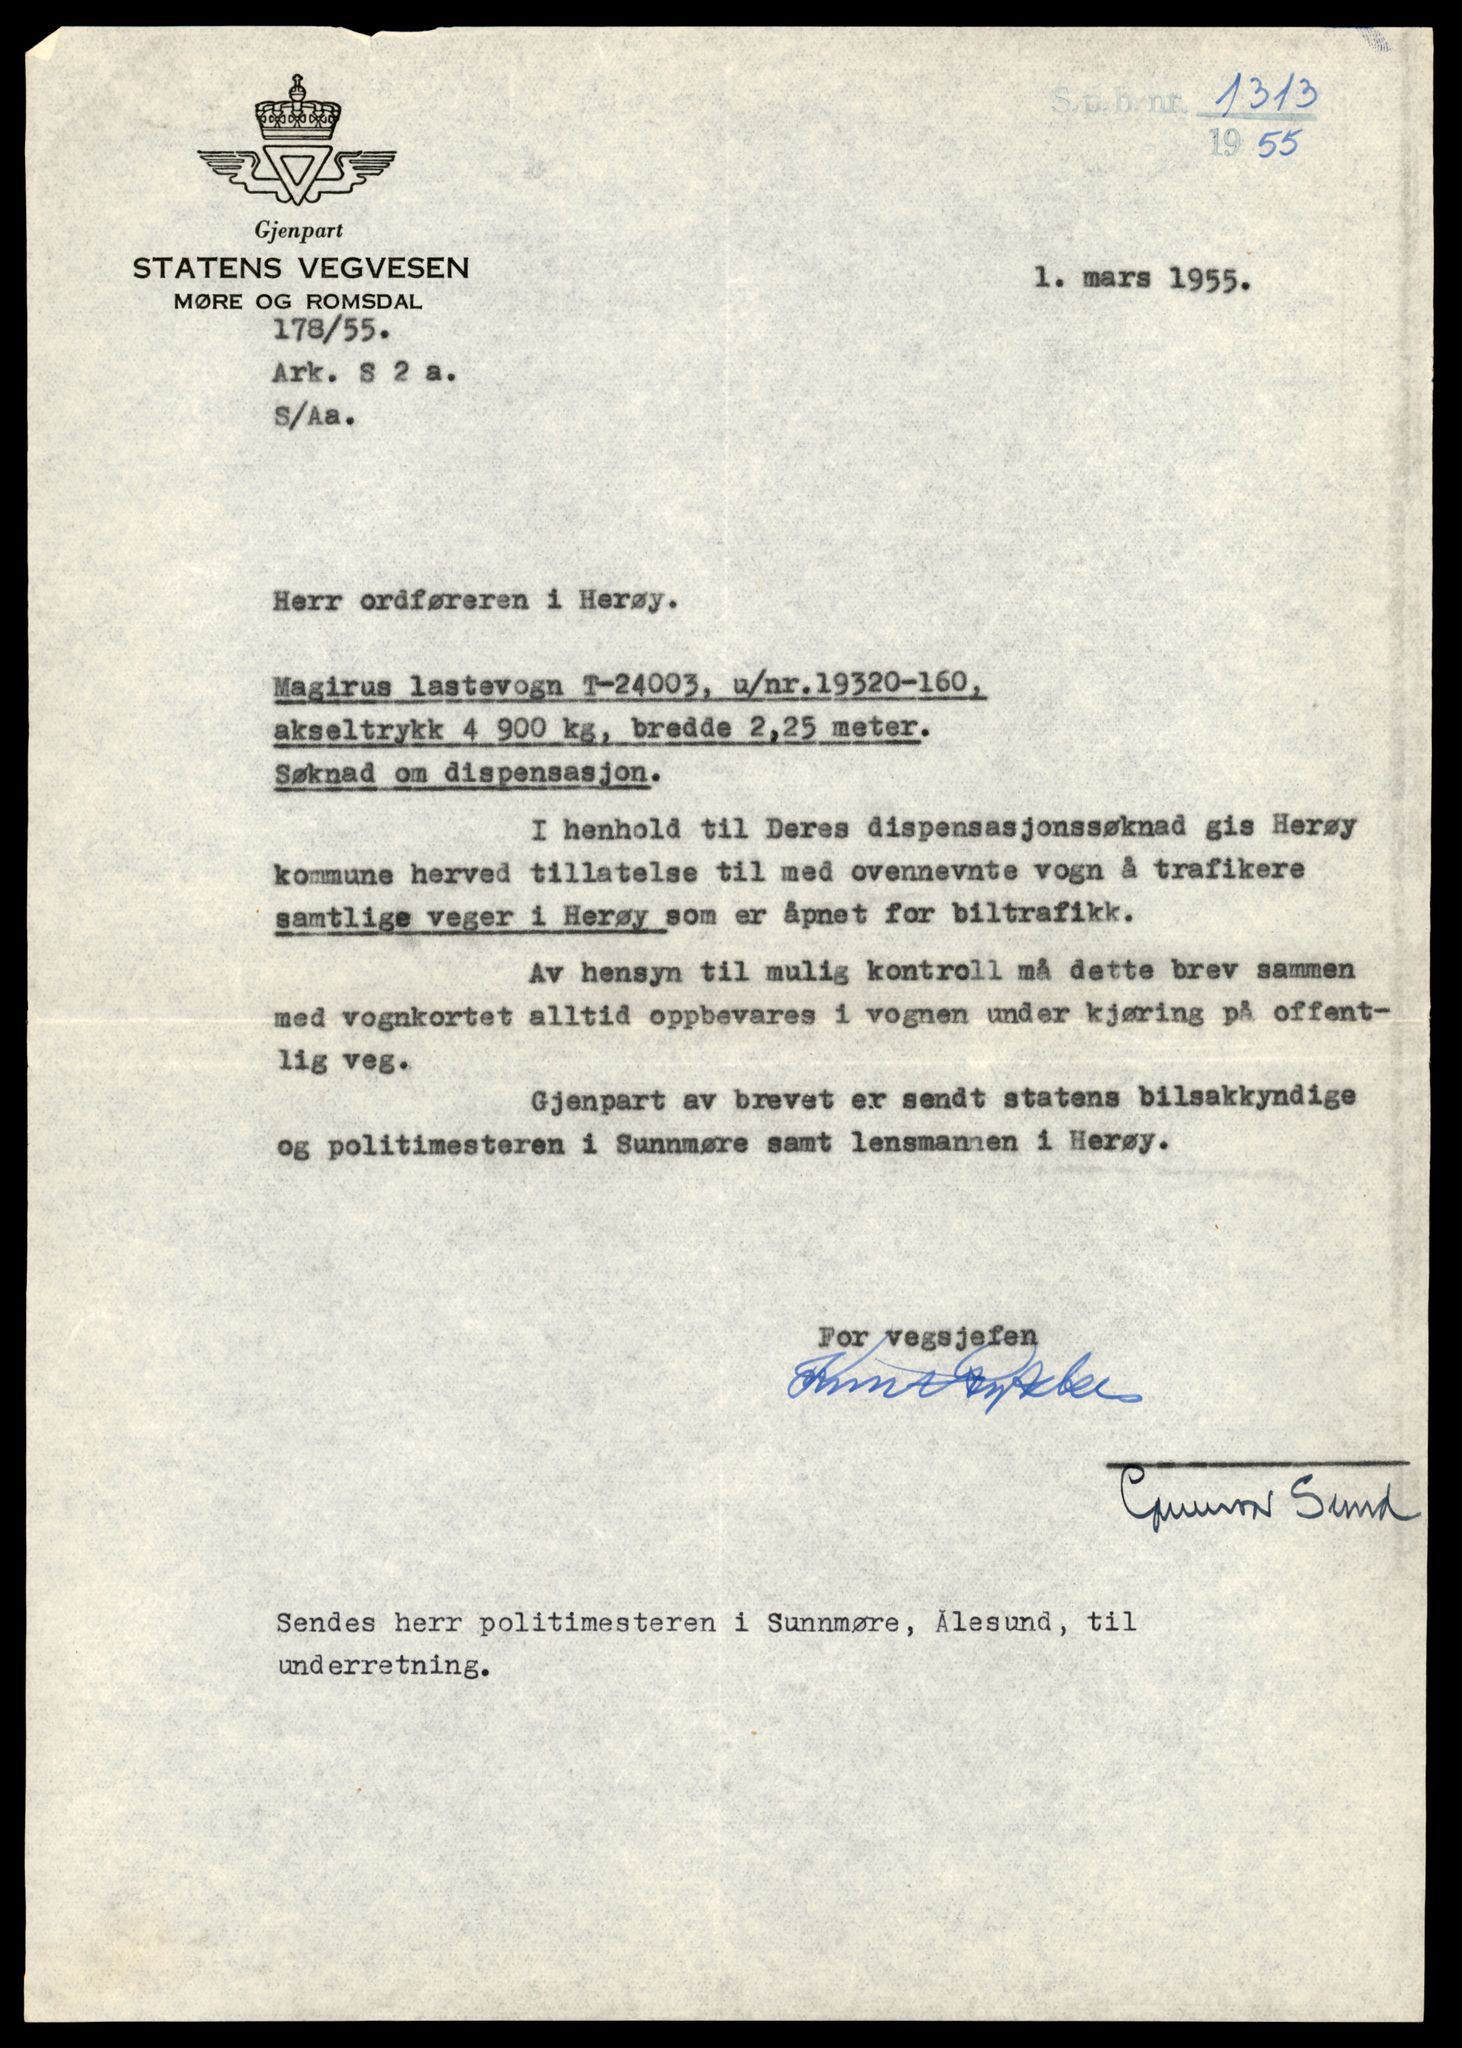 S.u.b.nr. 1313
1955
Gjenpart
STATENS VEGVESEN
MØRE OG ROMSDAL
1. mars 1955.
178/55.
Ark. S 2 a.
S/Aa.
Herr ordføreren i Herøy.
Magirus lastevogn T-24003, u/nr.19320-160,
akseltrykk 4 900 kg, bredde 2,25 meter.
Søknad om dispensasjon.
I henhold til Deres dispensasjonssøknad gis Herøy
kommune herved tillatelse til med ovennevnte vogn å trafikere
samtlige veger i Herøy som er åpnet for biltrafikk.
Av hensyn til mulig kontroll må dette brev sammen
med vognkortet alltid oppbevares i vognen under kjøring på offent-
lig veg.
Gjenpart av brevet er sendt statens bilsakkyndige
og politimesteren i Sunnmøre samt lensmannen i Herøy.
For vegsjefen
Gunnar Sund
Sendes herr politimesteren i Sunnmøre, Ålesund, til
underretning.